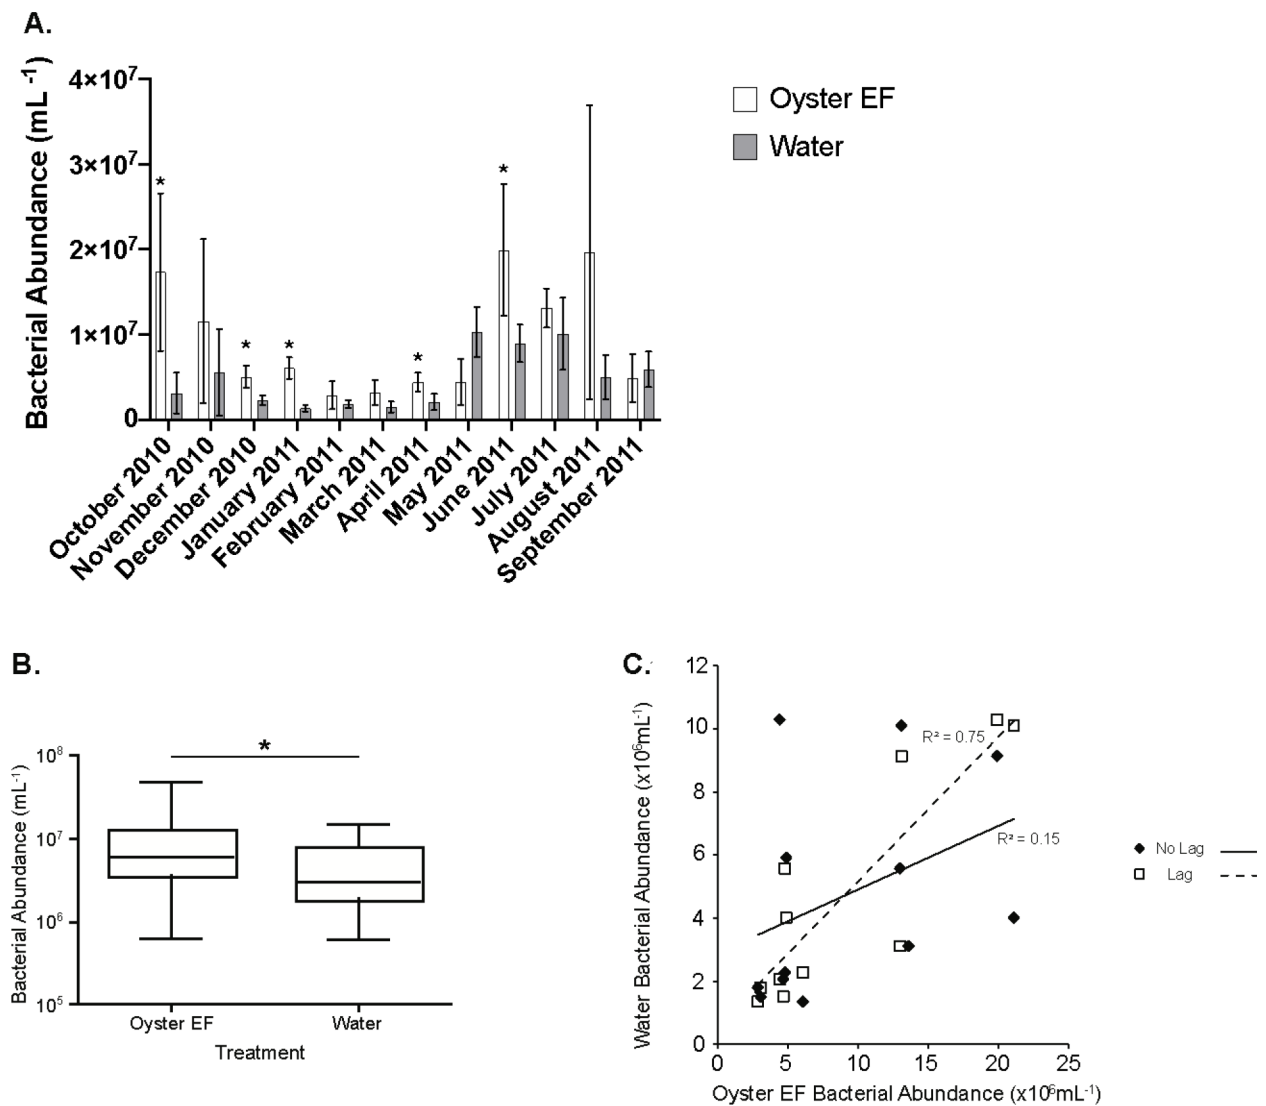 A.
Bacterial Abundance (mL ⁻¹)
4×10⁷
3×10⁷
2×10⁷
1×10⁷
0
*
*
*
*
*
October 2010
November 2010
December 2010
January 2011
February 2011
March 2011
April 2011
May 2011
June 2011
July 2011
August 2011
September 2011
Oyster EF
Water
B.
Bacterial Abundance (mL⁻¹)
10⁸
10⁷
10⁶
10⁵
*
Oyster EF
Water
Treatment
C.
Water Bacterial Abundance (x10⁶mL⁻¹)
12
10
8
6
4
2
0
R² = 0.75
R² = 0.15
0 5 10 15 20 25
Oyster EF Bacterial Abundance (x10⁶mL⁻¹)
No Lag
Lag